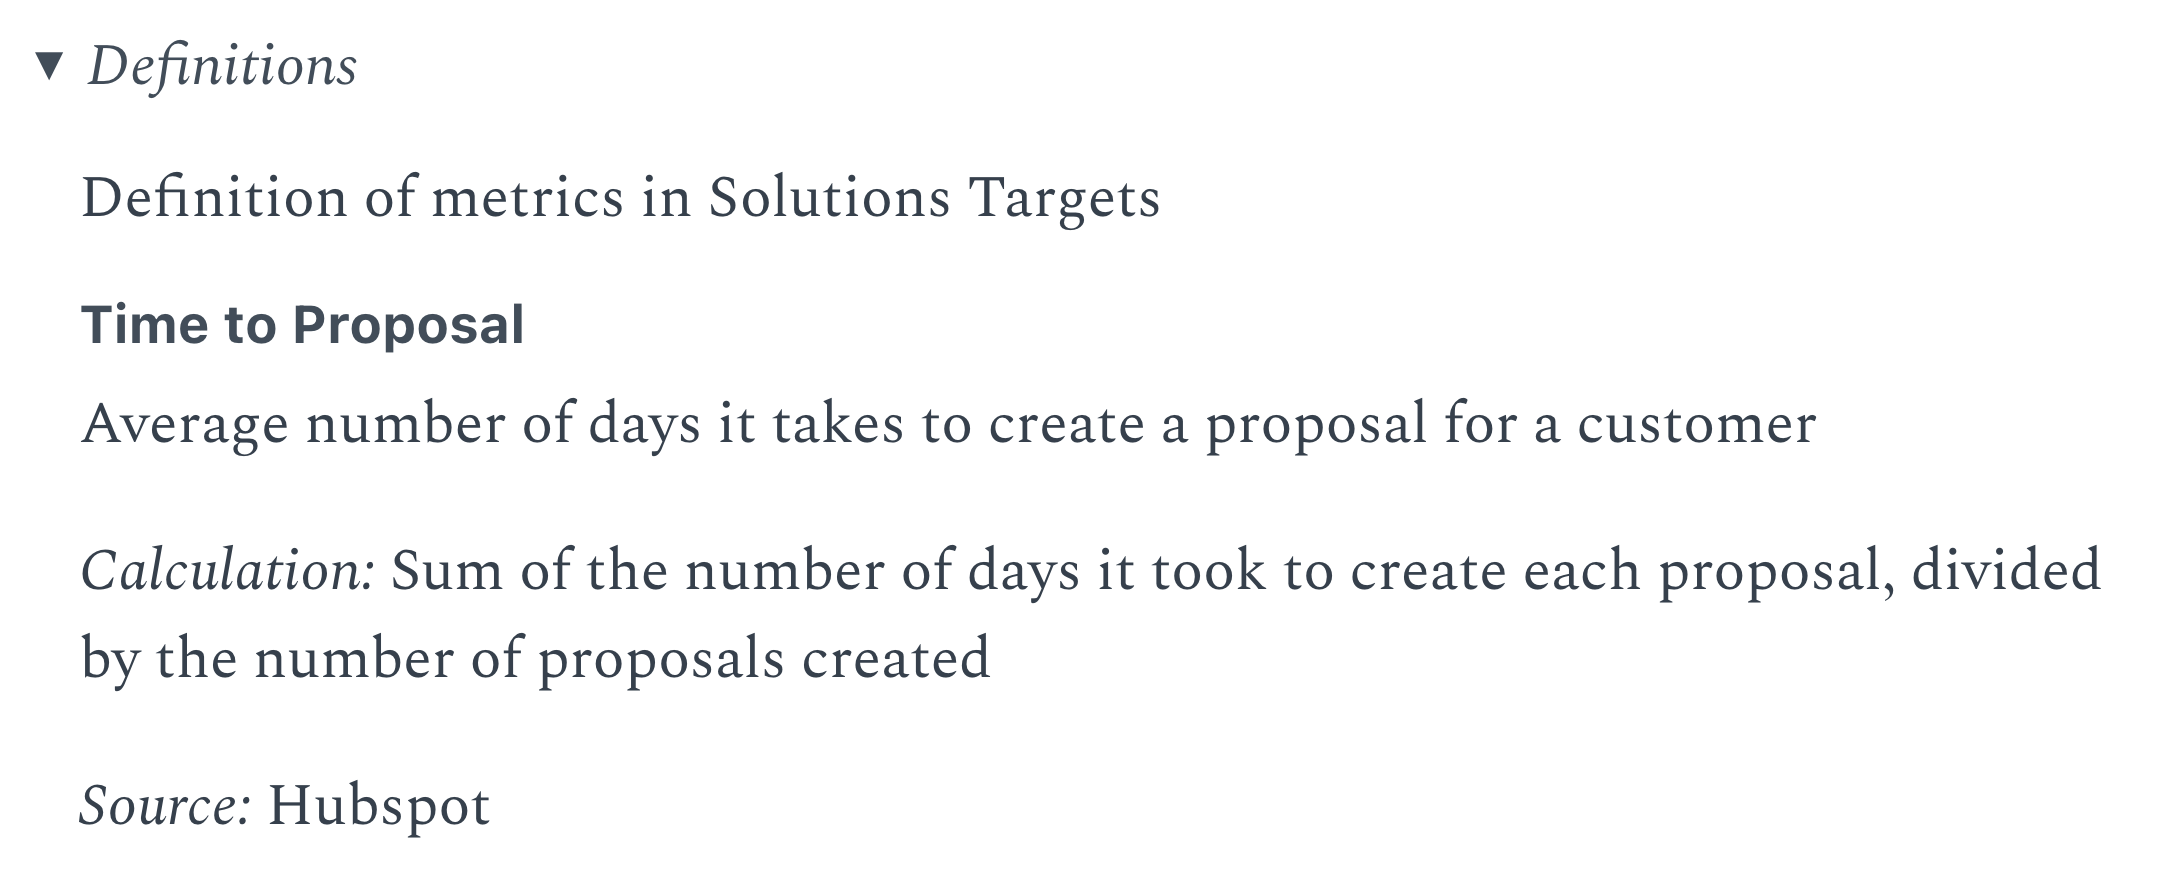 ▼ Definitions
Definition of metrics in Solutions Targets
Time to Proposal
Average number of days it takes to create a proposal for a customer
Calculation: Sum of the number of days it took to create each proposal, divided
by the number of proposals created
Source: Hubspot